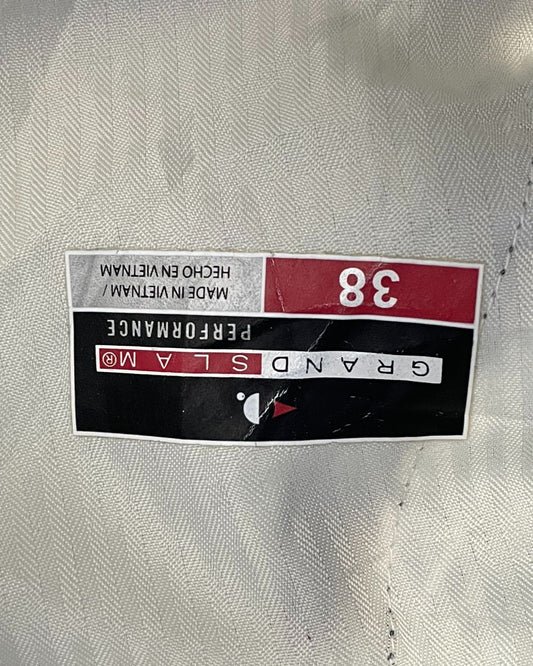 GRAND SLAM®
PERFORMANCE
38
MADE IN VIETNAM /
HECHO EN VIETNAM